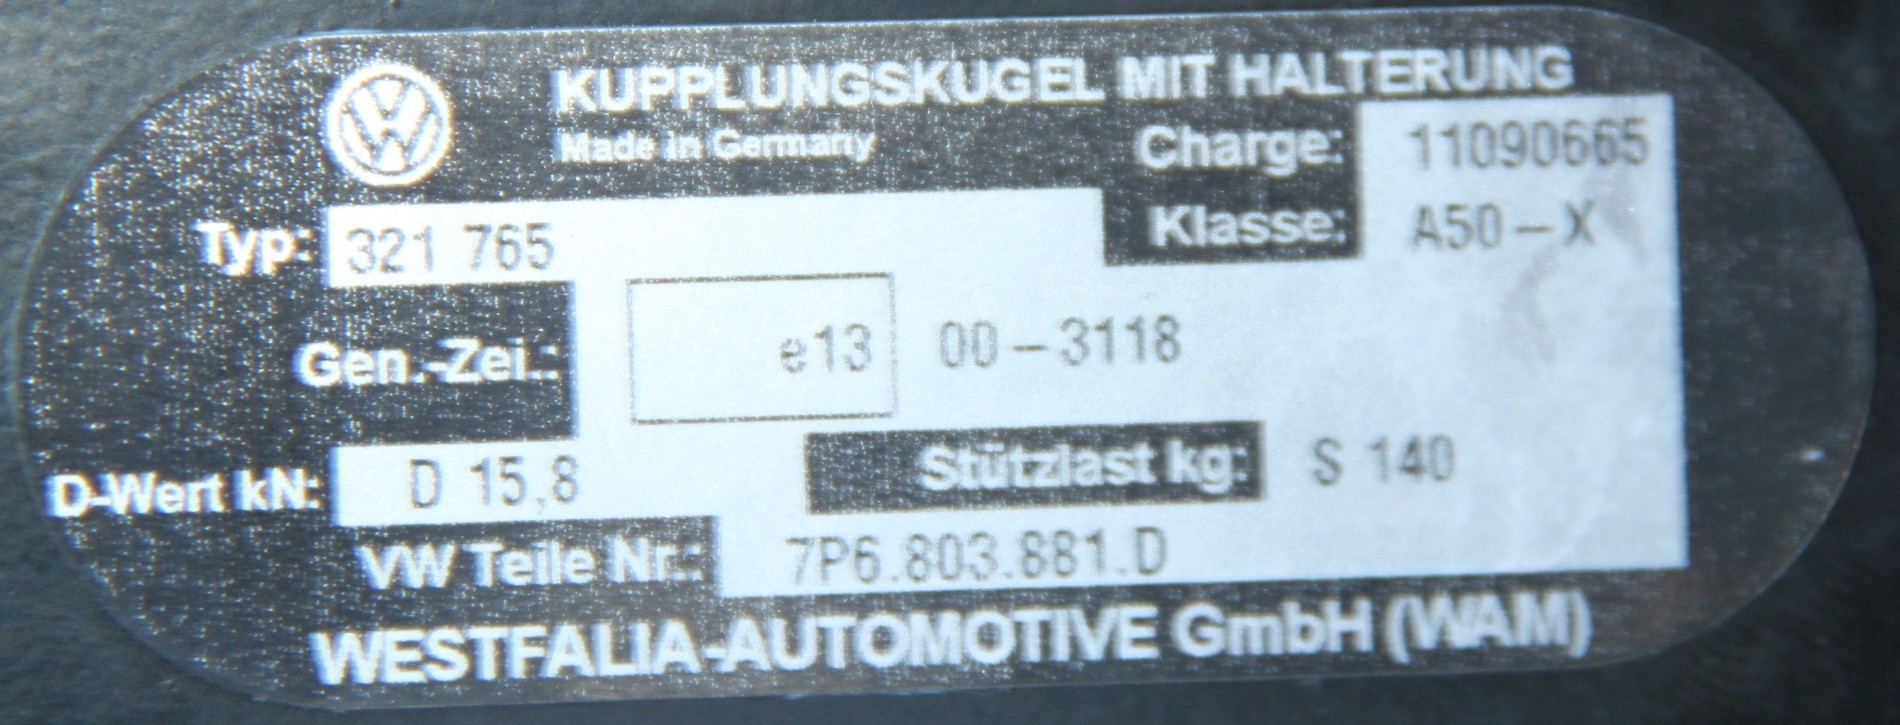 KUPPLUNGSKUGEL MIT HALTERUNG
Made in Germany
Charge: 11090665
Klasse: A50-X
Typ: 321 765
Gen.-Zei.: e13 00-3118
D-Wert kN: D 15,8 Stützlast kg: S 140
VW Teile Nr.: 7P6.803.881.D
WESTFALIA-AUTOMOTIVE GmbH (WAM)